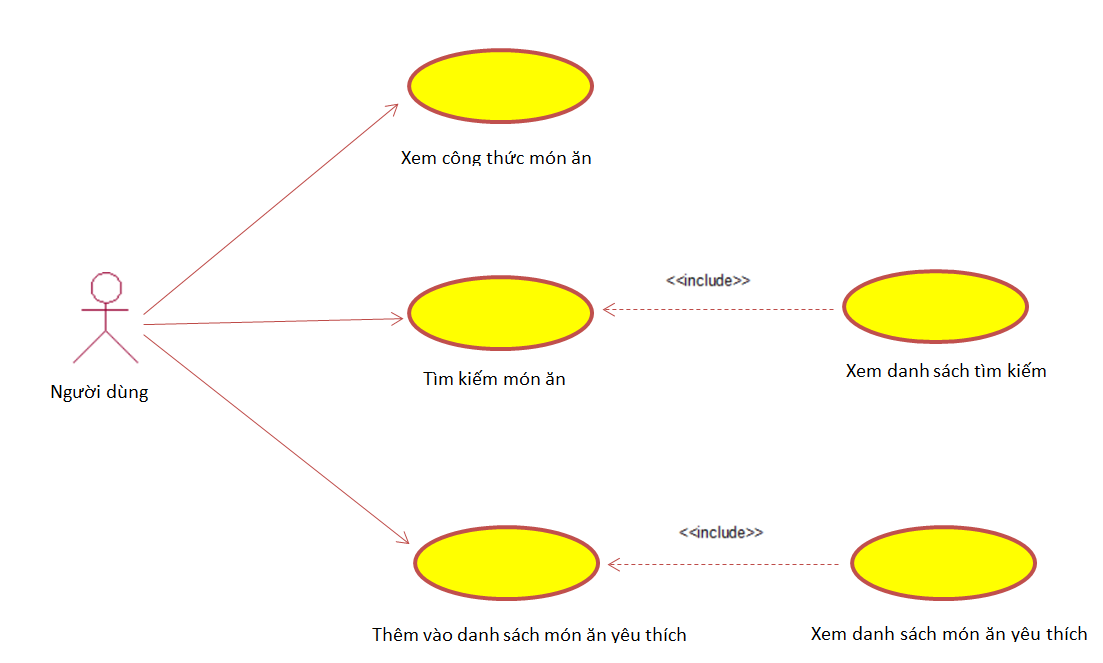 Xem công thức món ăn
<<include>>
Tìm kiếm món ăn
Xem danh sách tìm kiếm
Người dùng
<<include>>
Thêm vào danh sách món ăn yêu thích
Xem danh sách món ăn yêu thích